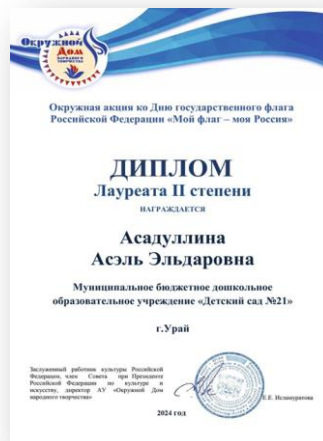 Окружной
Дом
НАРОДНОГО
ТВОРЧЕСТВА
Окружная акция ко Дню государственного флага
Российской Федерации «Мой флаг – моя Россия»
ДИПЛОМ
Лауреата II степени
НАГРАЖДАЕТСЯ
Асадуллина
Асэль Эльдаровна
Муниципальное бюджетное дошкольное
образовательное учреждение «Детский сад №21»
г.Урай
Заслуженный работник культуры Российской
Федерации, член Совета при Президенте
Российской Федерации по культуре и
искусству, директор АУ «Окружной Дом
народного творчества»
Е.Е. Исламуратова
2024 год